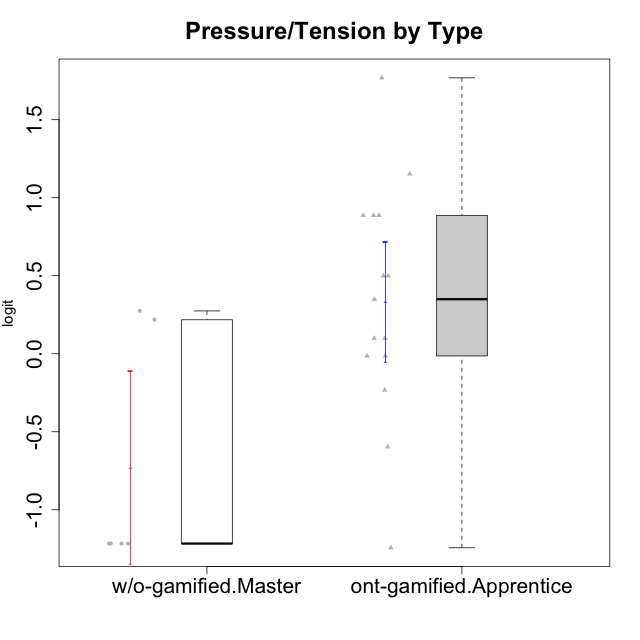 Pressure/Tension by Type
1.5
1.0
0.5
0.0
-0.5
-1.0
logit
w/o-gamified.Master
ont-gamified.Apprentice